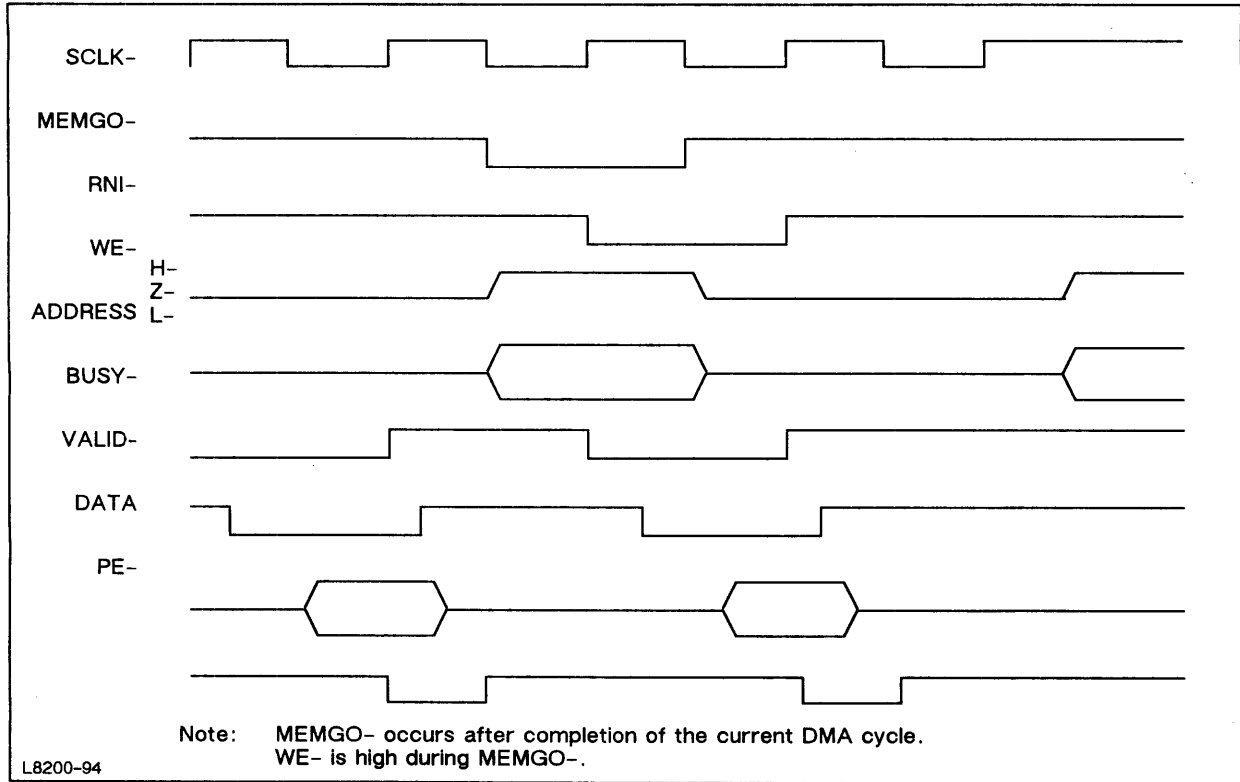 SCLK-
MEMGO-
RNI-
WE-
H-
Z-
ADDRESS L-
BUSY-
VALID-
DATA
PE-
Note: MEMGO- occurs after completion of the current DMA cycle.
WE- is high during MEMGO-.
L8200-94